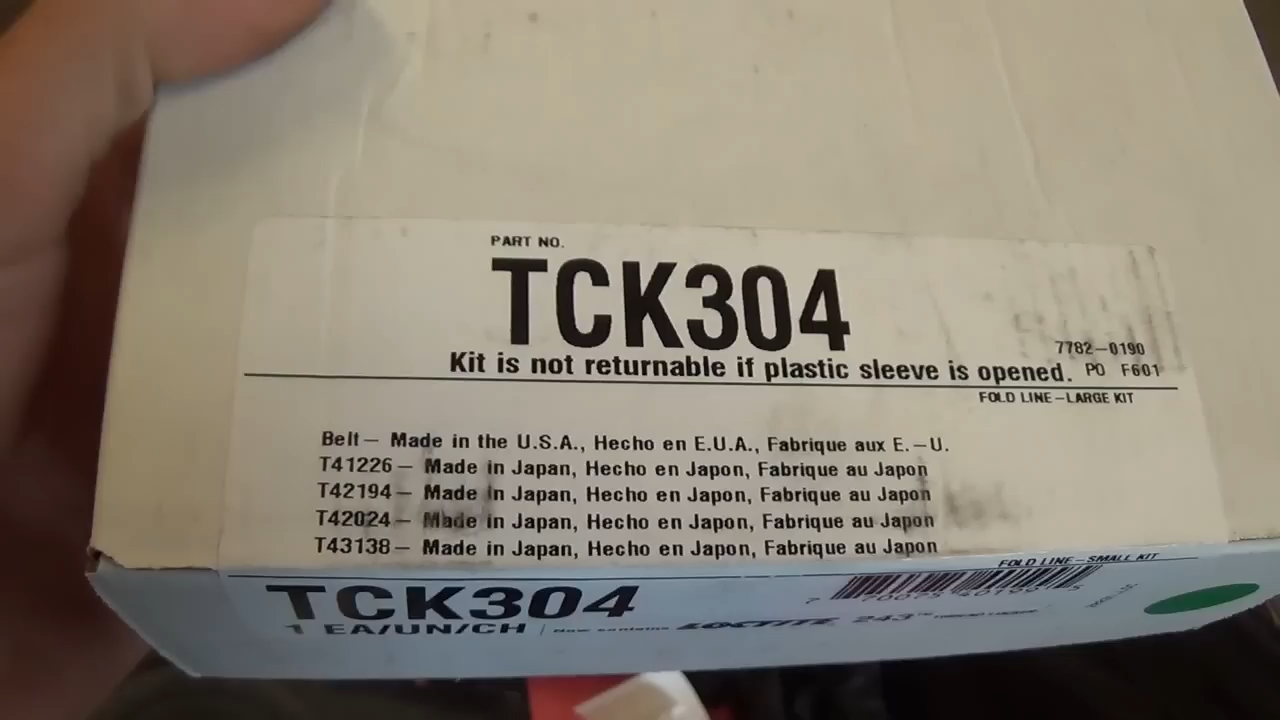 PART NO.
TCK304
7782-0190
Kit is not returnable if plastic sleeve is opened. PO F601
FOLD LINE-LARGE KIT
Belt- Made in the U.S.A., Hecho en E.U.A., Fabrique aux E.-U.
T41226- Made in Japan, Hecho en Japon, Fabrique au Japon
T42194- Made in Japan, Hecho en Japon, Fabrique au Japon
T42024- Made in Japan, Hecho en Japon, Fabrique au Japon
T43138- Made in Japan, Hecho en Japon, Fabrique au Japon
FOLD LINE-SMALL KIT
TCK304
1 EA/UN/CH Now contains LOCTITE 243™